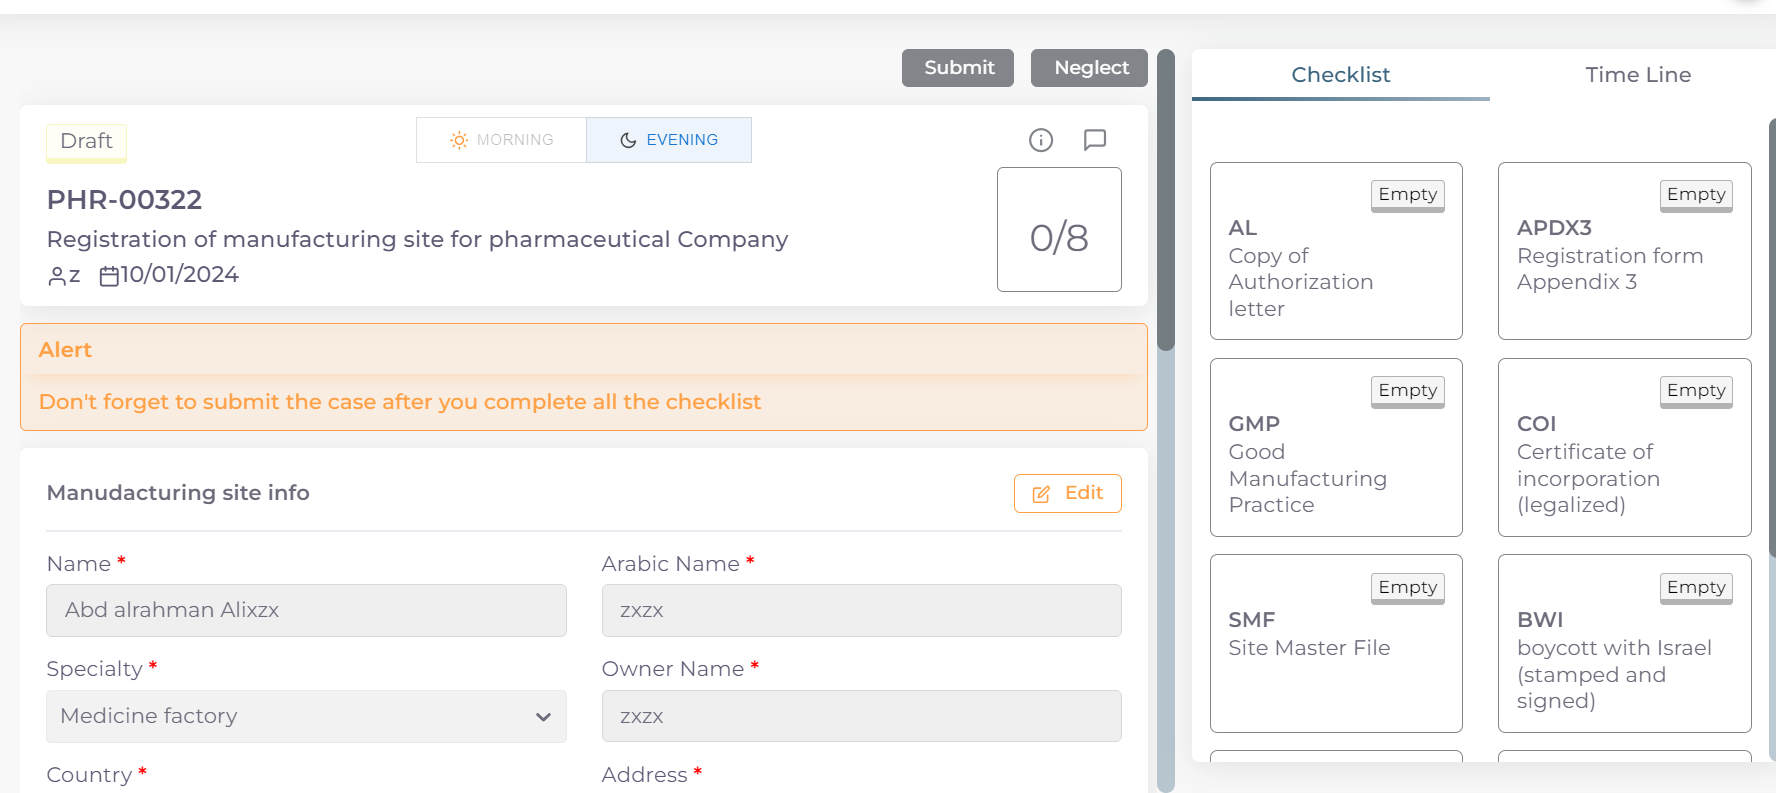 Submit
Neglect
Draft
MORNING
EVENING
PHR-00322
Registration of manufacturing site for pharmaceutical Company
z 10/01/2024
0/8
Alert
Don't forget to submit the case after you complete all the checklist
Manudacturing site info
Edit
Name *
Arabic Name *
Abd alrahman Alixzx
zxzx
Specialty *
Owner Name *
Medicine factory
zxzx
Country *
Address *
Checklist
Time Line
Empty
AL
Copy of
Authorization
letter
Empty
APDX3
Registration form
Appendix 3
Empty
GMP
Good
Manufacturing
Practice
Empty
COI
Certificate of
incorporation
(legalized)
Empty
SMF
Site Master File
Empty
BWI
boycott with Israel
(stamped and
signed)